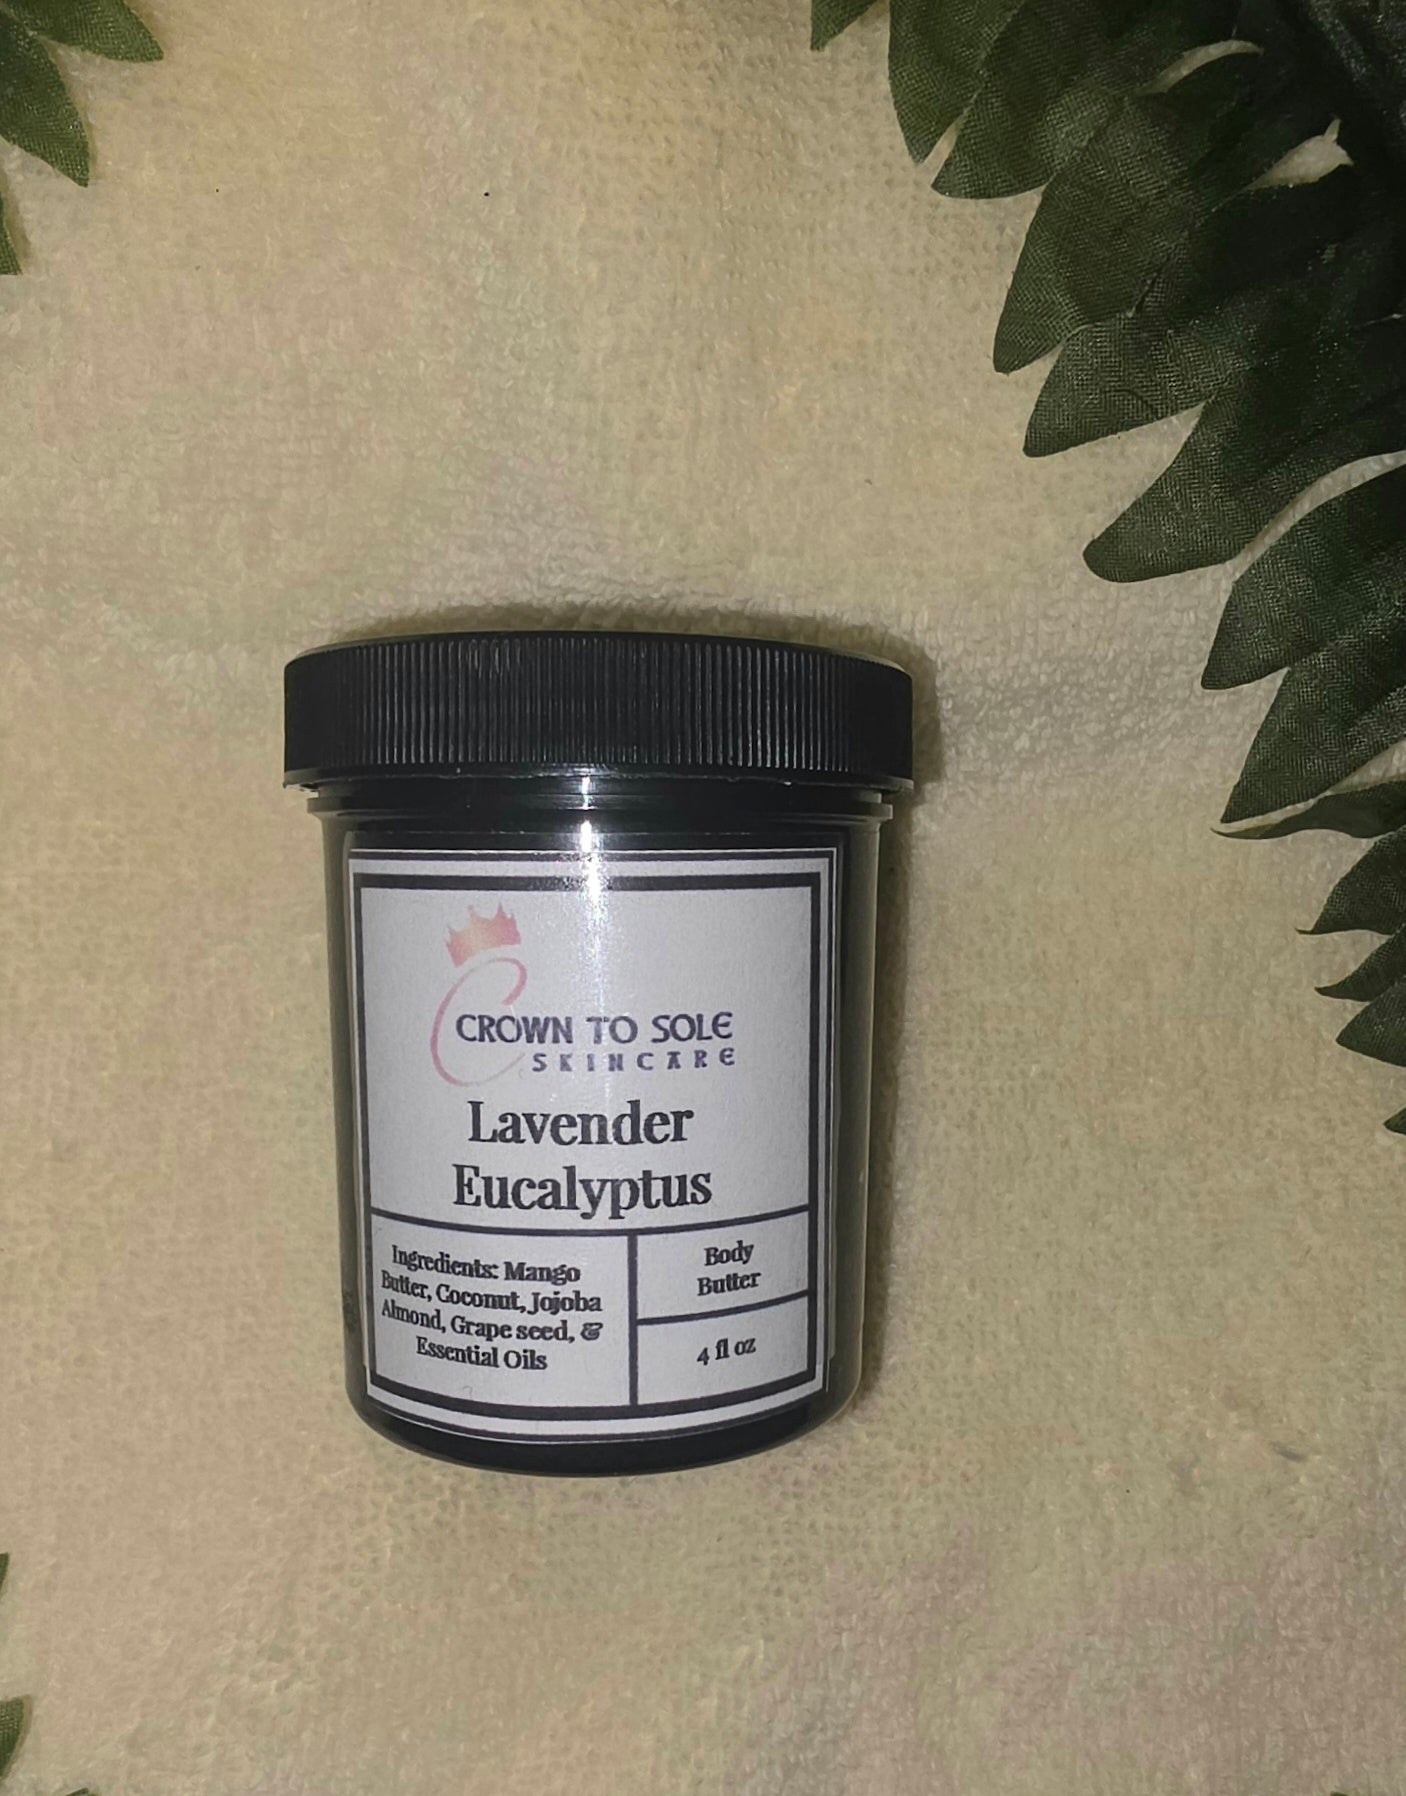 CROWN TO SOLE
SKINCARE
Lavender
Eucalyptus
Ingredients: Mango
Butter, Coconut, Jojoba
Almond, Grape seed, &
Essential Oils
Body
Butter
4 fl oz